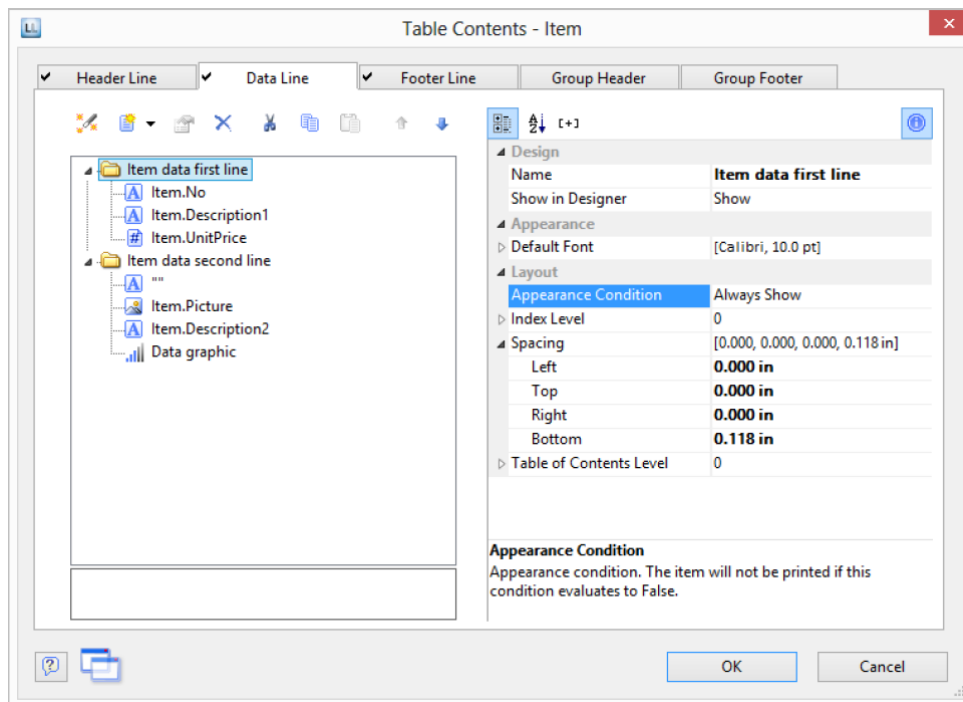 LL
Table Contents - Item
Header Line
Data Line
Footer Line
Group Header
Group Footer
Item data first line
Item.No
Item.Description1
Item.UnitPrice
Item data second line
""
Item.Picture
Item.Description2
Data graphic
[+]
Design
Name Item data first line
Show in Designer Show
Appearance
Default Font [Calibri, 10.0 pt]
Layout
Appearance Condition Always Show
Index Level 0
Spacing [0.000, 0.000, 0.000, 0.118 in]
Left 0.000 in
Top 0.000 in
Right 0.000 in
Bottom 0.118 in
Table of Contents Level 0
Appearance Condition
Appearance condition. The item will not be printed if this
condition evaluates to False.
OK
Cancel